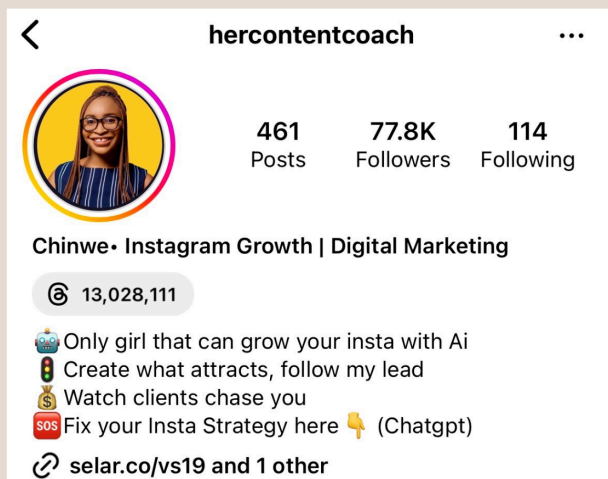 hercontentcoach
461 77.8K 114
Posts Followers Following
Chinwe• Instagram Growth | Digital Marketing
13,028,111
🤖Only girl that can grow your insta with Ai
🚦Create what attracts, follow my lead
💰Watch clients chase you
🆘Fix your Insta Strategy here 👇 (Chatgpt)
selar.co/vs19 and 1 other